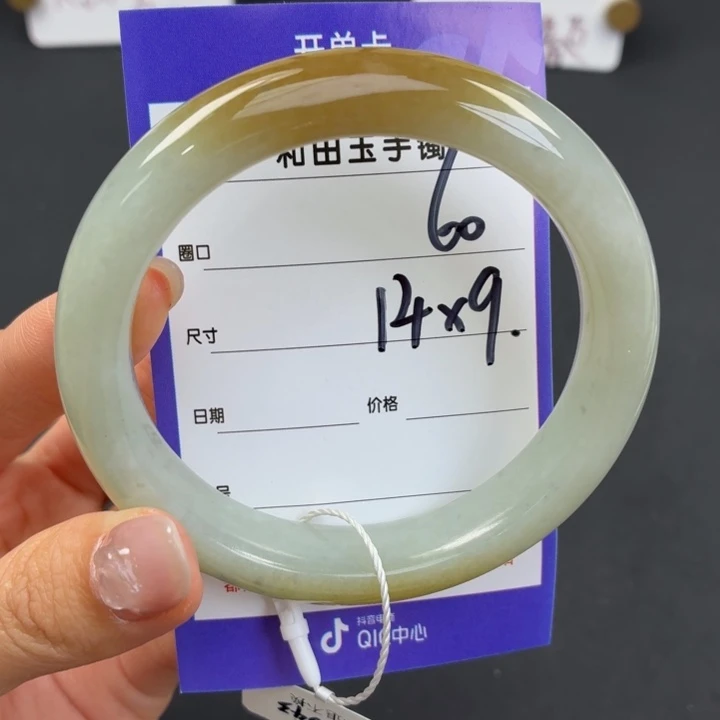 开单卡
和田玉手镯
圈口 60
尺寸 14x9.
日期 价格
号
抖音电商
QIC中心